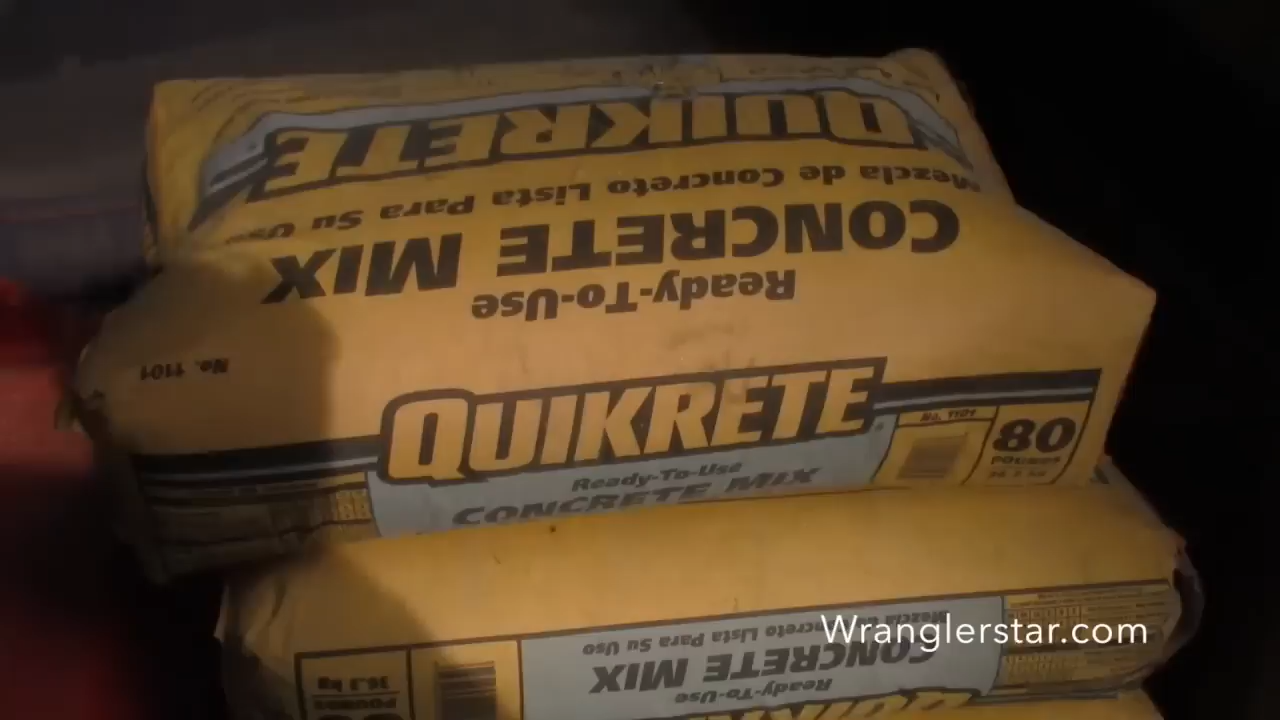 QUIKRETE
Mezcla de Concreto Lista Para Su Uso
CONCRETE MIX
Ready-To-Use
No. 1101
QUIKRETE
No. 1101
80
POUNDS
Ready-To-Use
CONCRETE MIX
Mezcla de Concreto Lista Para Su Uso
Wranglerstar.com
CONCRETE MIX
Ready-To-Use
36.3 kg
POUNDS
QUIKRETE